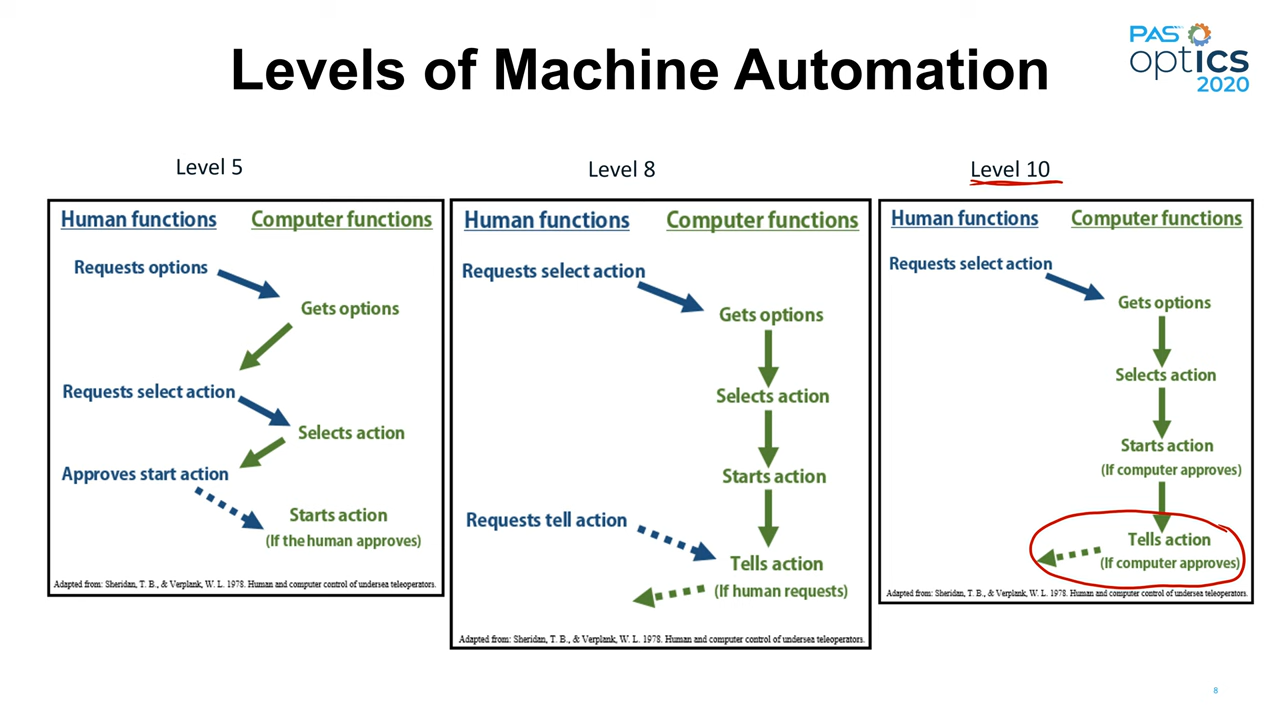 PAS
optICS
2020
Levels of Machine Automation
Level 5
Human functions
Computer functions
Requests options
Gets options
Requests select action
Selects action
Approves start action
Starts action
(If the human approves)
Adapted from: Sheridan, T. B., & Verplank, W. L. 1978. Human and computer control of undersea teleoperators.
Level 8
Human functions
Computer functions
Requests select action
Gets options
Selects action
Starts action
Requests tell action
Tells action
(If human requests)
Adapted from: Sheridan, T. B., & Verplank, W. L. 1978. Human and computer control of undersea teleoperators.
Level 10
Human functions
Computer functions
Requests select action
Gets options
Selects action
Starts action
(If computer approves)
Tells action
(If computer approves)
Adapted from: Sheridan, T. B., & Verplank, W. L. 1978. Human and computer control of undersea teleoperators.
8